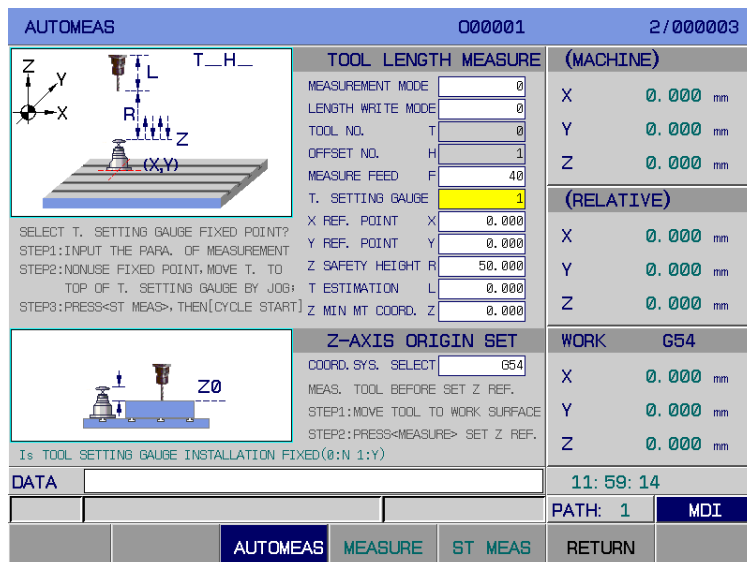 AUTOMEAS O00001 2/000003
T__H__
Z
Y
X
L
R
Z
(X,Y)
SELECT T. SETTING GAUGE FIXED POINT?
STEP1:INPUT THE PARA. OF MEASUREMENT
STEP2:NONUSE FIXED POINT,MOVE T. TO
TOP OF T. SETTING GAUGE BY JOG;
STEP3:PRESS<ST MEAS>,THEN[CYCLE START]
TOOL LENGTH MEASURE
MEASUREMENT MODE 0
LENGTH WRITE MODE 0
TOOL NO. T 0
OFFSET NO. H 1
MEASURE FEED F 40
T. SETTING GAUGE 1
X REF. POINT X 0.000
Y REF. POINT Y 0.000
Z SAFETY HEIGHT R 50.000
T ESTIMATION L 0.000
Z MIN MT COORD. Z 0.000
Z0
Z-AXIS ORIGIN SET
COORD.SYS. SELECT G54
MEAS. TOOL BEFORE SET Z REF.
STEP1:MOVE TOOL TO WORK SURFACE
STEP2:PRESS<MEASURE> SET Z REF.
Is TOOL SETTING GAUGE INSTALLATION FIXED(0:N 1:Y)
(MACHINE)
X 0.000 mm
Y 0.000 mm
Z 0.000 mm
(RELATIVE)
X 0.000 mm
Y 0.000 mm
Z 0.000 mm
WORK G54
X 0.000 mm
Y 0.000 mm
Z 0.000 mm
DATA
11:59:14
PATH: 1 MDI
AUTOMEAS MEASURE ST MEAS RETURN